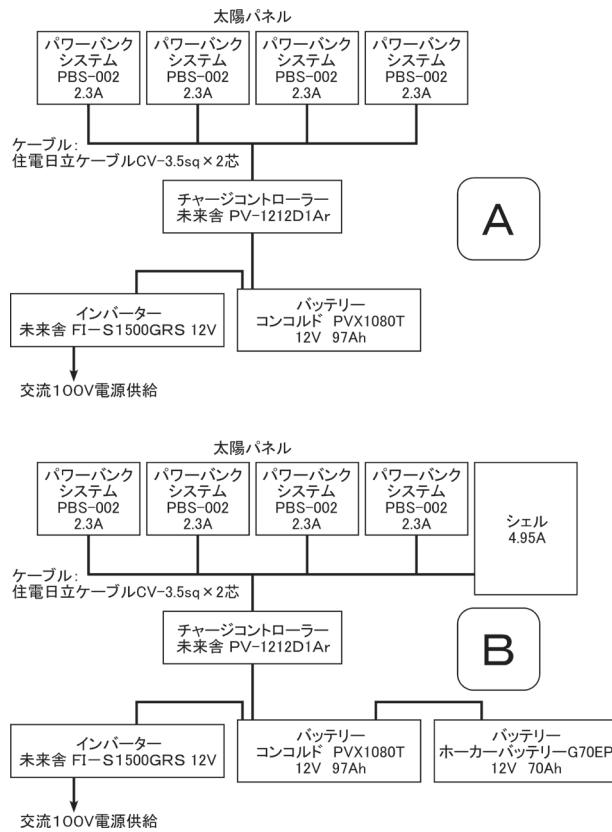 太陽パネル
パワーバンク
システム
PBS-002
2.3A
パワーバンク
システム
PBS-002
2.3A
パワーバンク
システム
PBS-002
2.3A
パワーバンク
システム
PBS-002
2.3A
ケーブル:
住電日立ケーブルCV-3.5sq×2芯
チャージコントローラー
未来舎 PV-1212D1Ar
A
インバーター
未来舎 FI-S1500GRS 12V
バッテリー
コンコルド PVX1080T
12V 97Ah
交流100V電源供給
太陽パネル
パワーバンク
システム
PBS-002
2.3A
パワーバンク
システム
PBS-002
2.3A
パワーバンク
システム
PBS-002
2.3A
パワーバンク
システム
PBS-002
2.3A
シェル
4.95A
ケーブル:
住電日立ケーブルCV-3.5sq×2芯
チャージコントローラー
未来舎 PV-1212D1Ar
B
インバーター
未来舎 FI-S1500GRS 12V
バッテリー
コンコルド PVX1080T
12V 97Ah
バッテリー
ホーカーバッテリーG70EP
12V 70Ah
交流100V電源供給